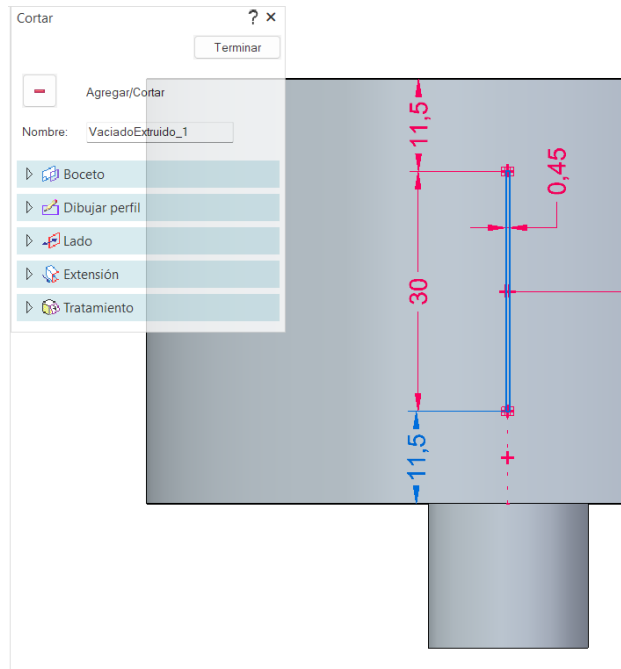 Cortar
?
Terminar
Agregar/Cortar
Nombre: VaciadoExtruido_1
Boceto
Dibujar perfil
Lado
Extensión
Tratamiento
11,5
0,45
30
11,5